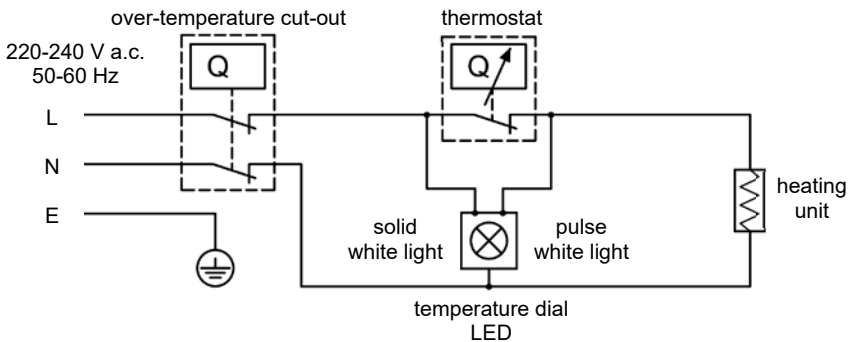 over-temperature cut-out
thermostat
220-240 V a.c.
50-60 Hz
Q
Q
L
N
E
heating
unit
solid
white light
pulse
white light
temperature dial
LED